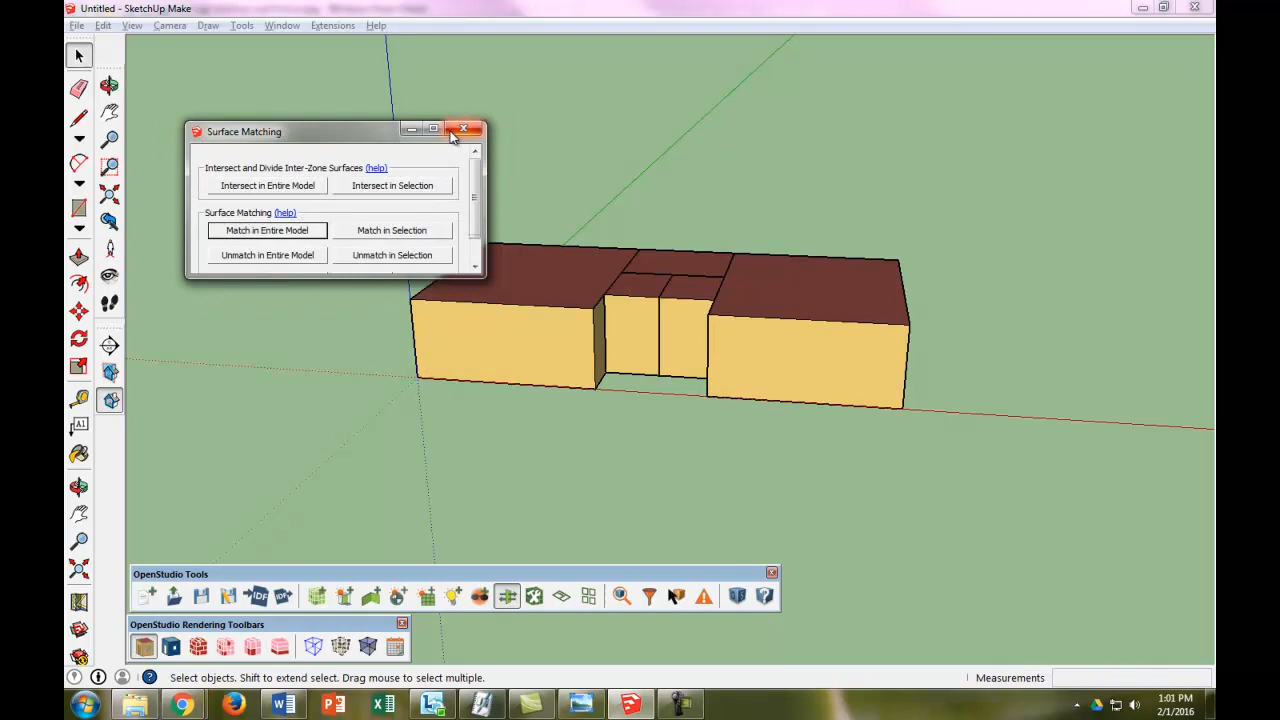 Untitled - SketchUp Make
File Edit View Camera Draw Tools Window Extensions Help
Surface Matching
Intersect and Divide Inter-Zone Surfaces (help)
Intersect in Entire Model Intersect in Selection
Surface Matching (help)
Match in Entire Model Match in Selection
Unmatch in Entire Model Unmatch in Selection
A1
OpenStudio Tools
IDF IDF
OpenStudio Rendering Toolbars
Select objects. Shift to extend select. Drag mouse to select multiple. Measurements
1:01 PM
2/1/2016